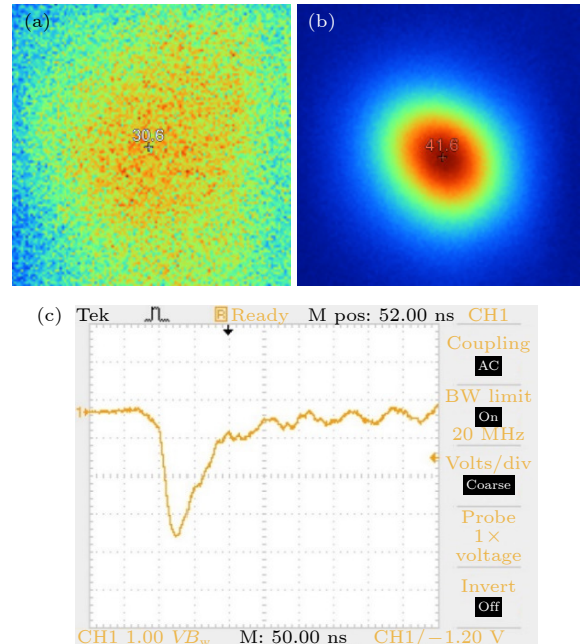 (a)
30.6
(b)
41.6
(c)
Tek R Ready M pos: 52.00 ns CH1
Coupling
AC
BW limit
On
20 MHz
Volts/div
Coarse
Probe
1×
voltage
Invert
Off
1
CH1 1.00 VBw M: 50.00 ns CH1/−1.20 V